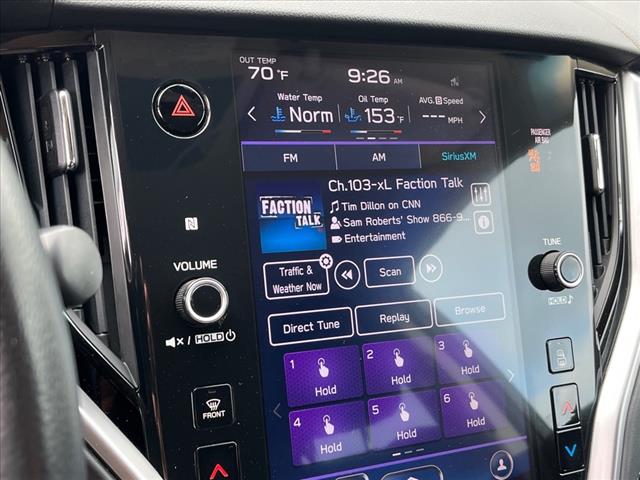 OUT TEMP
70°F
9:26 AM
Water Temp
Norm
Oil Temp
153°F
AVG. B Speed
--- MPH
PASSENGER
AIR BAG
FM
AM
SiriusXM
Ch.103-xL Faction Talk
FACTION
TALK
Tim Dillon on CNN
Sam Roberts' Show 866-9...
Entertainment
Traffic &
Weather Now
Scan
Direct Tune
Replay
Browse
1 Hold
2 Hold
3 Hold
4 Hold
5 Hold
6 Hold
N
VOLUME
/ HOLD
FRONT
TUNE
HOLD